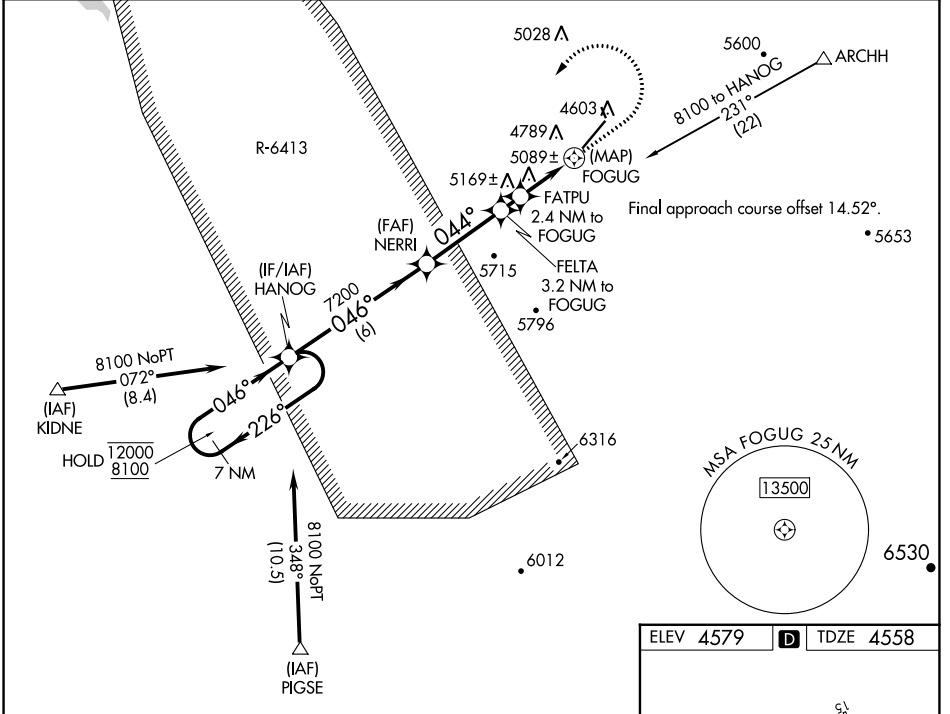 5028
5600
ARCHH
8100 to HANOG
231°
(22)
4603
4789
5089±
(MAP)
FOGUG
R-6413
5169±
FATPU
2.4 NM to
FOGUG
Final approach course offset 14.52°.
5653
(FAF)
NERRI
044°
FELTA
3.2 NM to
FOGUG
5715
5796
(IF/IAF)
HANOG
7200
046°
(6)
8100 NoPT
072°
(8.4)
(IAF)
KIDNE
046°
226°
HOLD
12000
8100
7 NM
6316
MSA FOGUG 25 NM
13500
6530
8100 NoPT
348°
(10.5)
6012
(IAF)
PIGSE
ELEV 4579 D TDZE 4558